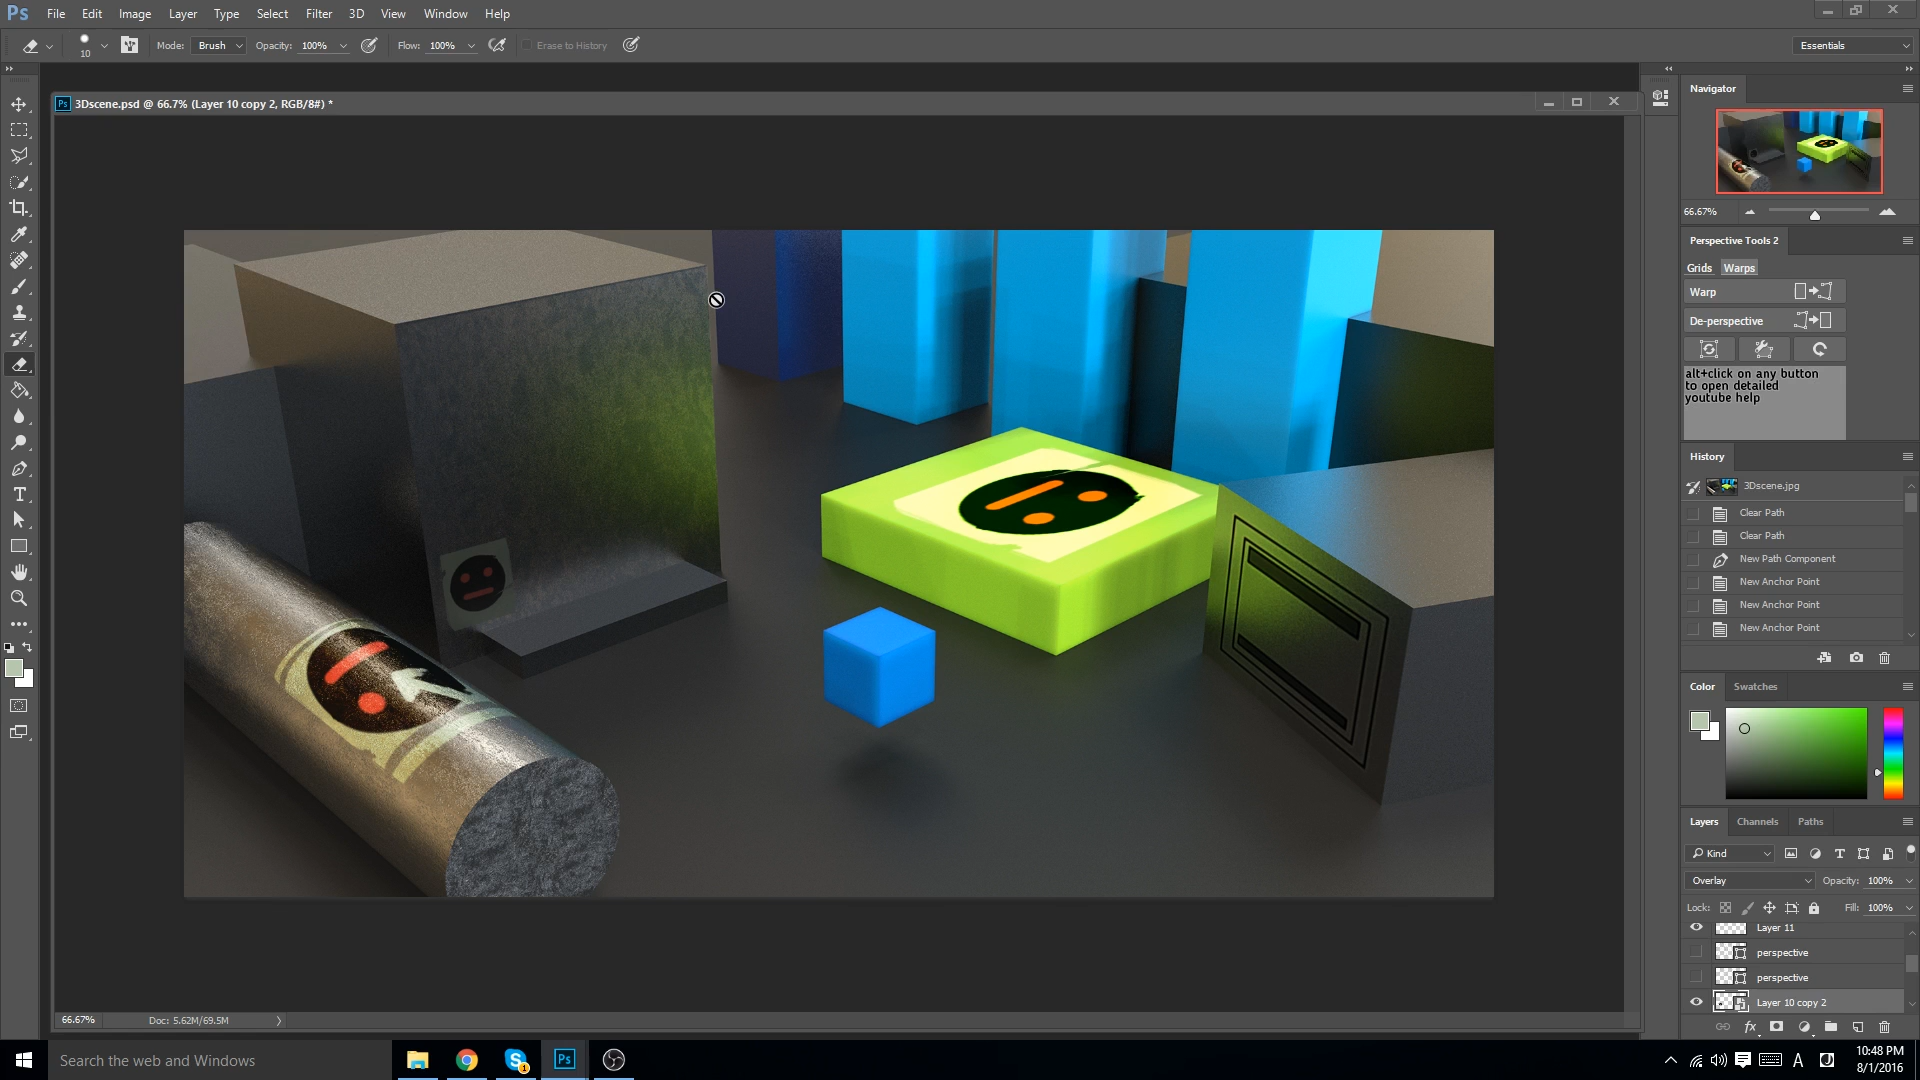 Ps File Edit Image Layer Type Select Filter 3D View Window Help
10 Mode: Brush Opacity: 100% Flow: 100% Erase to History Essentials
Ps 3Dscene.psd @ 66.7% (Layer 10 copy 2, RGB/8#) *
Navigator
66.67%
Perspective Tools 2
Grids Warps
Warp
De-perspective
alt+click on any button
to open detailed
youtube help
History
3Dscene.jpg
Clear Path
Clear Path
New Path Component
New Anchor Point
New Anchor Point
New Anchor Point
Color Swatches
Layers Channels Paths
Kind
Overlay Opacity: 100%
Lock: Fill: 100%
Layer 11
perspective
perspective
Layer 10 copy 2
fx
66.67% Doc: 5.62M/69.5M
Search the web and Windows
Ps
1
A
10:48 PM
8/1/2016